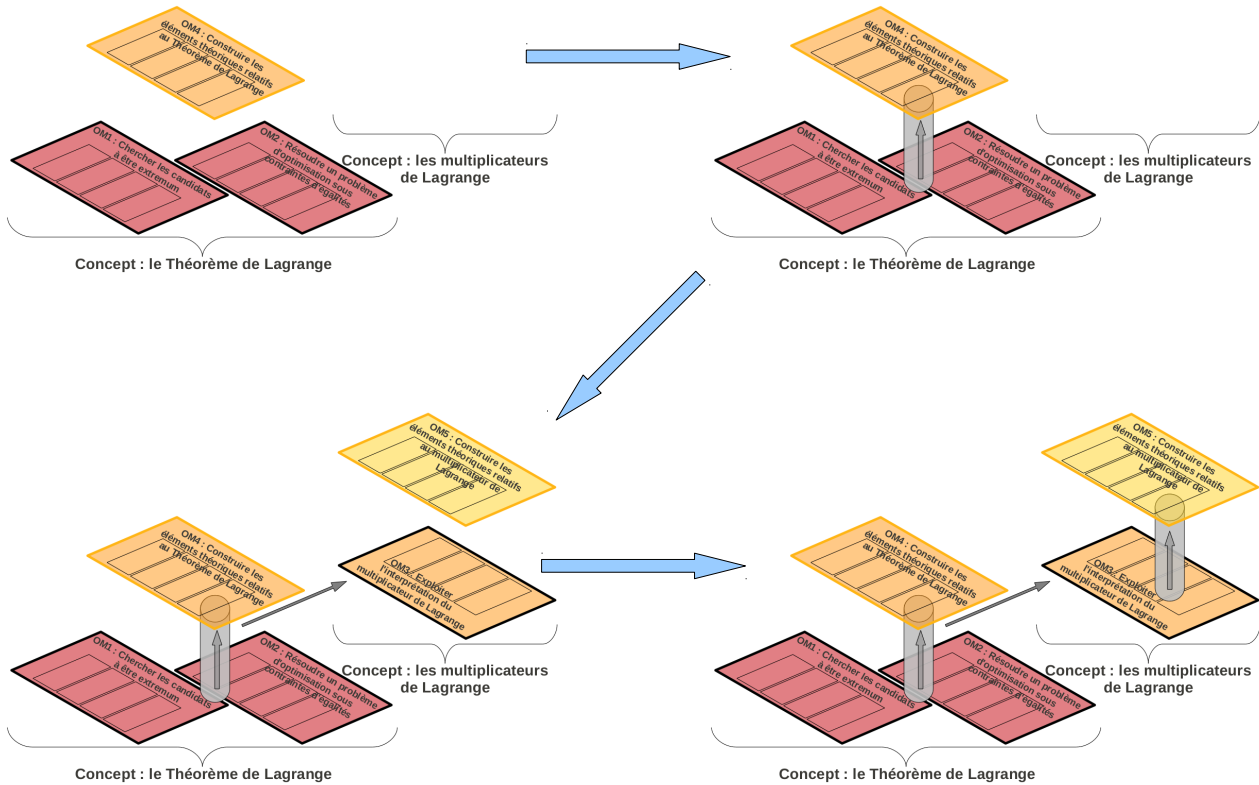 OM4 : Construire les
éléments théoriques relatifs
au Théorème de
Lagrange
OM1 : Chercher les candidats
à être extremum
OM2 : Résoudre un problème
d'optimisation sous
contraintes d'égalités
Concept : les multiplicateurs
de Lagrange
Concept : le Théorème de Lagrange
OM4 : Construire les
éléments théoriques relatifs
au Théorème de
Lagrange
OM1 : Chercher les candidats
à être extremum
OM2 : Résoudre un problème
d'optimisation sous
contraintes d'égalités
Concept : les multiplicateurs
de Lagrange
Concept : le Théorème de Lagrange
OM5 : Construire les
éléments théoriques relatifs
au multiplicateur de
Lagrange
OM4 : Construire les
éléments théoriques relatifs
au Théorème de
Lagrange
OM3 : Exploiter
l'interprétation du
multiplicateur de Lagrange
OM1 : Chercher les candidats
à être extremum
OM2 : Résoudre un problème
d'optimisation sous
contraintes d'égalités
Concept : les multiplicateurs
de Lagrange
Concept : le Théorème de Lagrange
OM5 : Construire les
éléments théoriques relatifs
au multiplicateur de
Lagrange
OM4 : Construire les
éléments théoriques relatifs
au Théorème de
Lagrange
OM3 : Exploiter
l'interprétation du
multiplicateur de Lagrange
OM1 : Chercher les candidats
à être extremum
OM2 : Résoudre un problème
d'optimisation sous
contraintes d'égalités
Concept : les multiplicateurs
de Lagrange
Concept : le Théorème de Lagrange